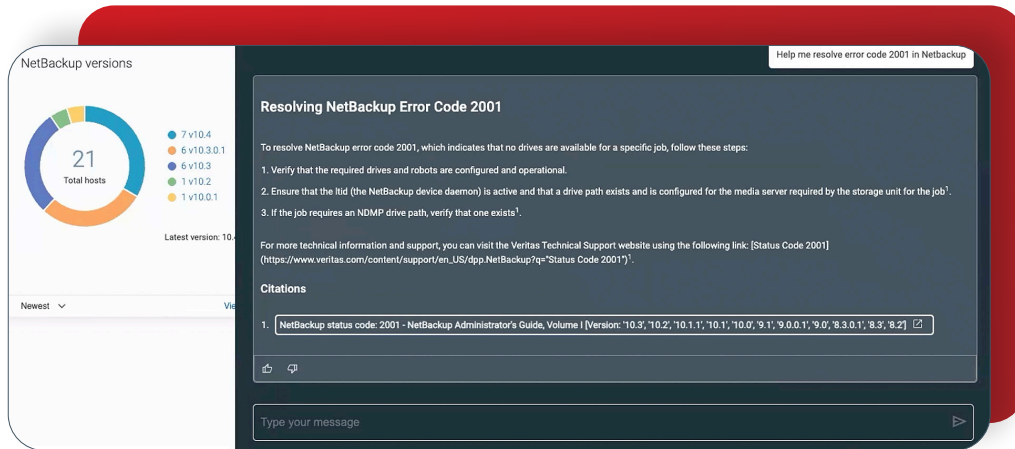 NetBackup versions
21
Total hosts
7 v10.4
6 v10.3.0.1
6 v10.3
1 v10.2
1 v10.0.1
Latest version: 10.
Newest
Vie
Help me resolve error code 2001 in Netbackup
Resolving NetBackup Error Code 2001
To resolve NetBackup error code 2001, which indicates that no drives are available for a specific job, follow these steps:
1. Verify that the required drives and robots are configured and operational.
2. Ensure that the ltid (the NetBackup device daemon) is active and that a drive path exists and is configured for the media server required by the storage unit for the job¹.
3. If the job requires an NDMP drive path, verify that one exists¹.
For more technical information and support, you can visit the Veritas Technical Support website using the following link: [Status Code 2001]
(https://www.veritas.com/content/support/en_US/dpp.NetBackup?q="Status Code 2001")¹.
Citations
1. NetBackup status code: 2001 - NetBackup Administrator's Guide, Volume I [Version: '10.3', '10.2', '10.1.1', '10.1', '10.0', '9.1', '9.0.0.1', '9.0', '8.3.0.1', '8.3', '8.2']
Type your message